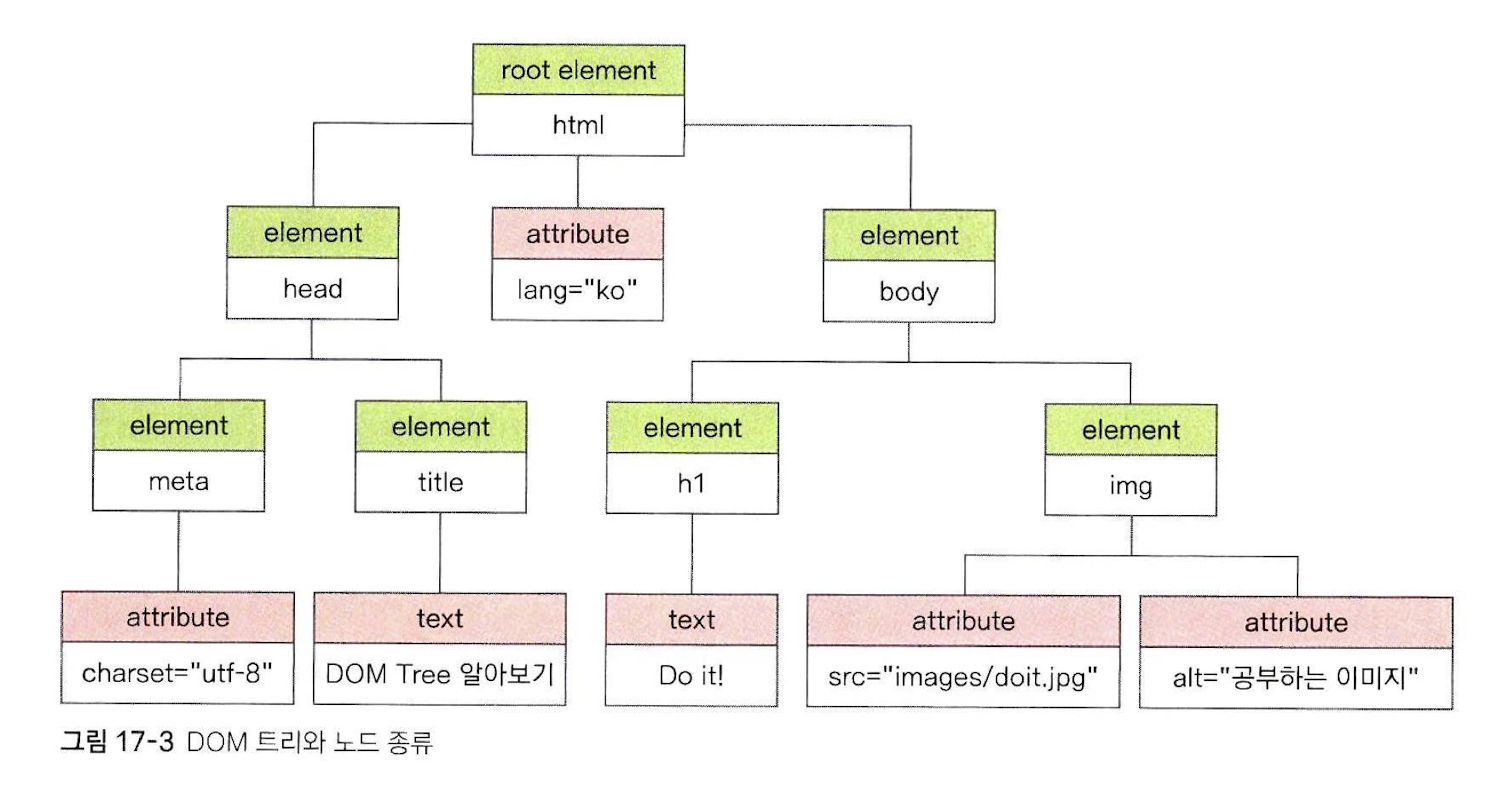 root element
html
element
head
attribute
lang="ko"
element
body
element
meta
element
title
element
h1
element
img
attribute
charset="utf-8"
text
DOM Tree 알아보기
text
Do it!
attribute
src="images/doit.jpg"
attribute
alt="공부하는 이미지"
그림 17-3 DOM 트리와 노드 종류